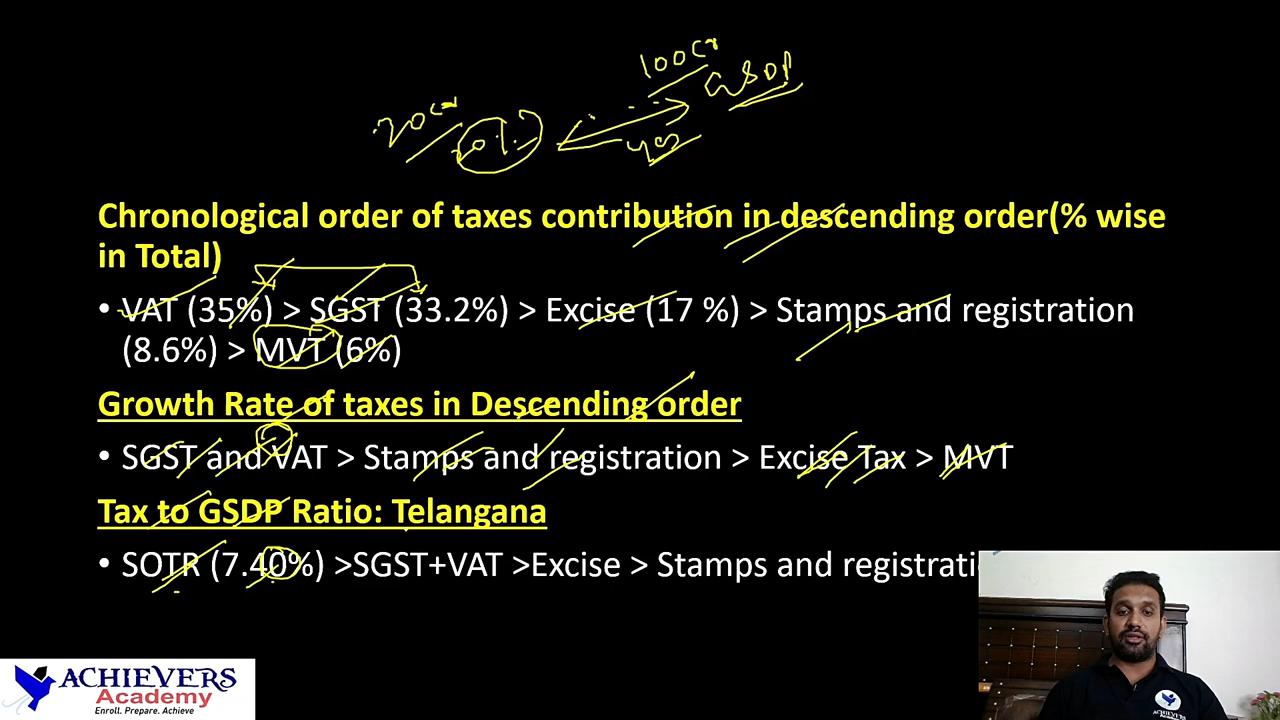 100Cr
GSDP
20Cr
Chronological order of taxes contribution in descending order(% wise
in Total)
• VAT (35%) > SGST (33.2%) > Excise (17 %) > Stamps and registration
(8.6%) > MVT (6%)
Growth Rate of taxes in Descending order
• SGST and VAT > Stamps and registration > Excise Tax > MVT
Tax to GSDP Ratio: Telangana
• SOTR (7.40%) >SGST+VAT >Excise > Stamps and registrati
ACHIEVERS
Academy
Enroll. Prepare. Achieve